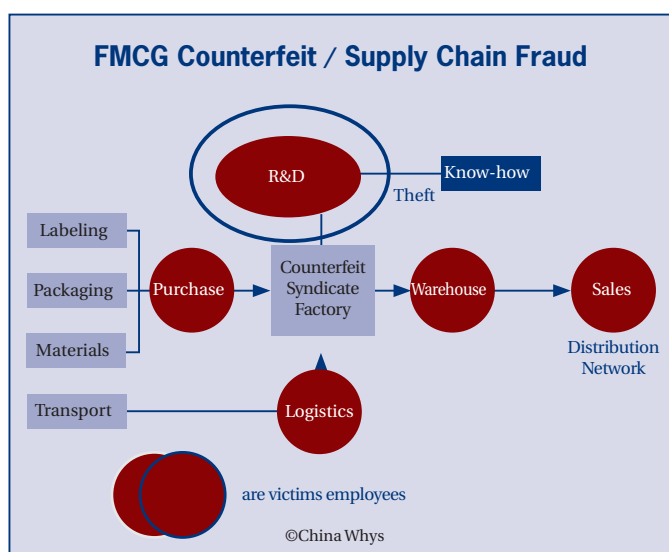 FMCG Counterfeit / Supply Chain Fraud
R&D
Know-how
Theft
Labeling
Packaging
Materials
Purchase
Counterfeit
Syndicate
Factory
Warehouse
Sales
Distribution
Network
Transport
Logistics
are victims employees
©China Whys